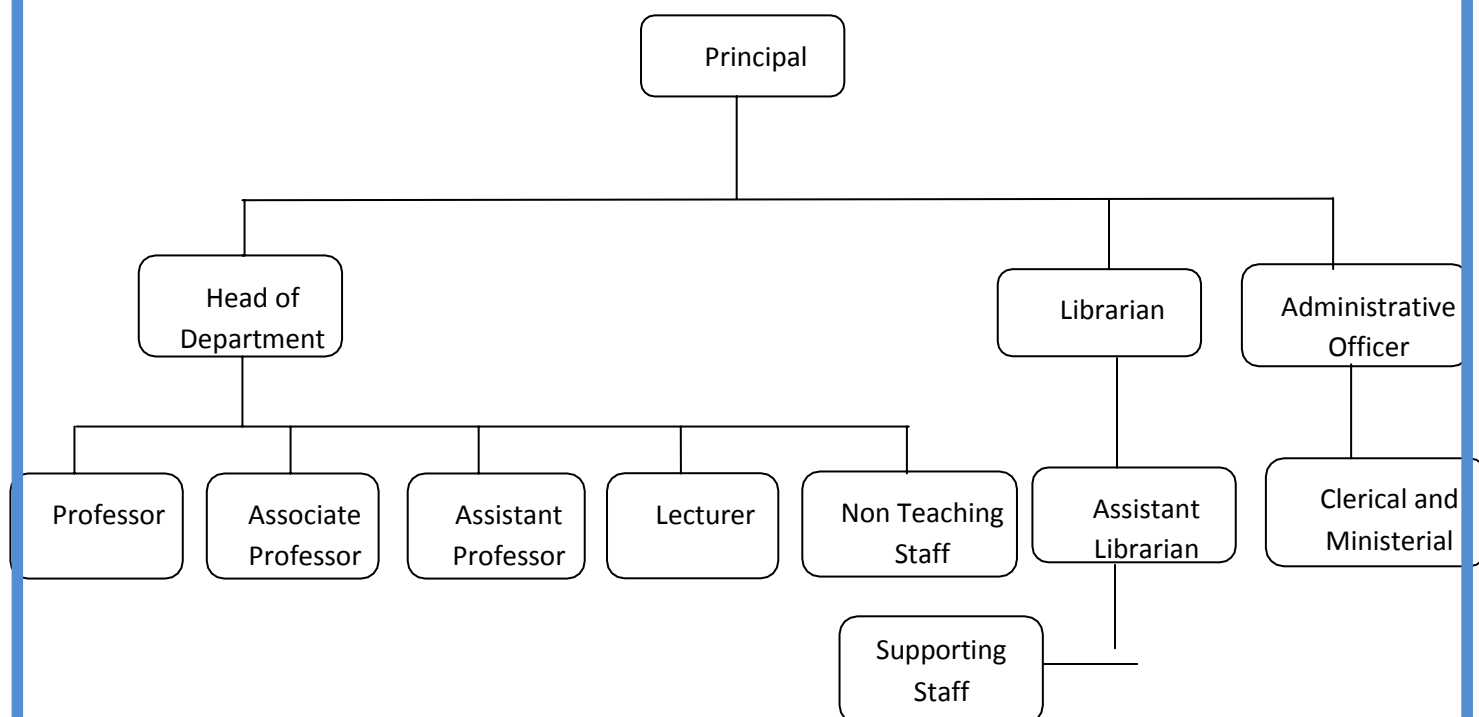 Principal
Head of
Department
Librarian
Administrative
Officer
Professor
Associate
Professor
Assistant
Professor
Lecturer
Non Teaching
Staff
Assistant
Librarian
Clerical and
Ministerial
Supporting
Staff